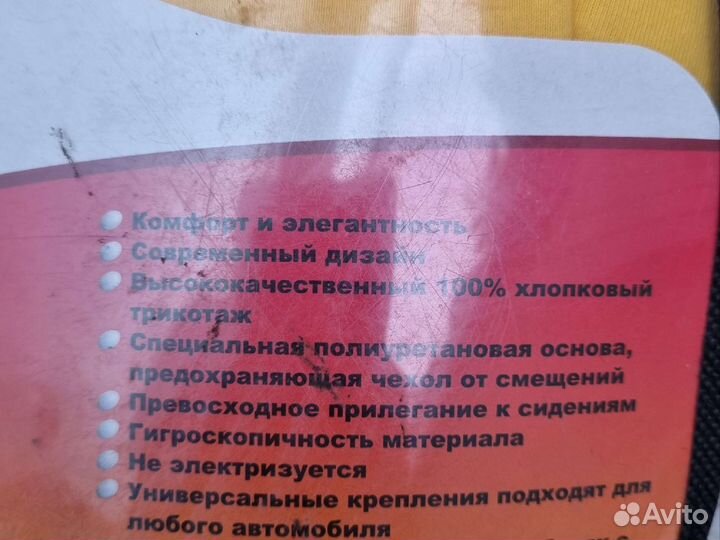 Комфорт и элегантность
Современный дизайн
Высококачественный 100% хлопковый
трикотаж
Специальная полиуретановая основа,
предохраняющая чехол от смещений
Превосходное прилегание к сидениям
Гигроскопичность материала
Не электризуется
Универсальные крепления подходят для
любого автомобиля
Avito